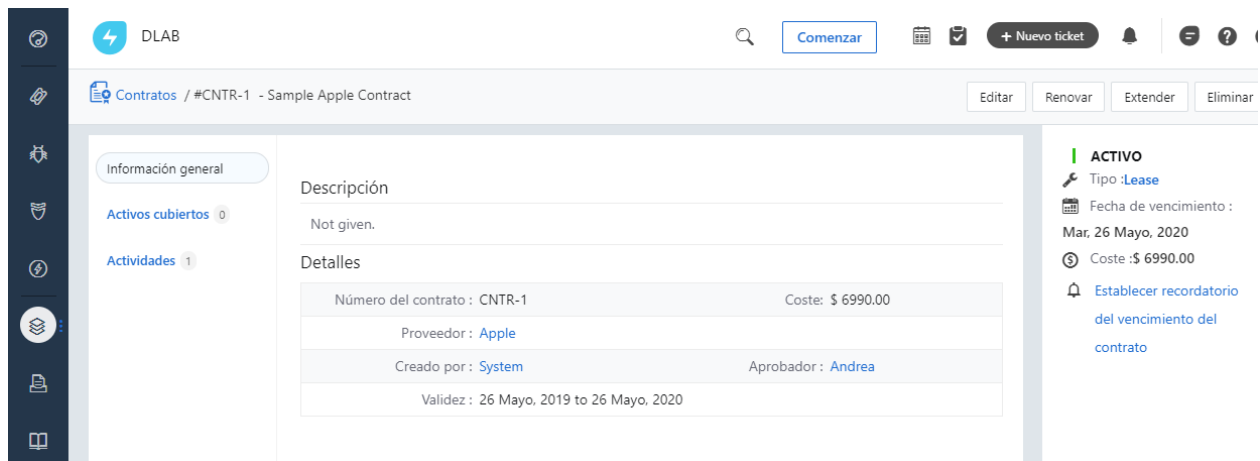 DLAB
Comenzar
+ Nuevo ticket
Contratos / #CNTR-1 - Sample Apple Contract
Editar
Renovar
Extender
Eliminar
Información general
Activos cubiertos 0
Actividades 1
Descripción
Not given.
Detalles
Número del contrato : CNTR-1 Coste: $ 6990.00
Proveedor : Apple
Creado por : System Aprobador : Andrea
Validez : 26 Mayo, 2019 to 26 Mayo, 2020
ACTIVO
Tipo :Lease
Fecha de vencimiento :
Mar, 26 Mayo, 2020
Coste :$ 6990.00
Establecer recordatorio
del vencimiento del
contrato